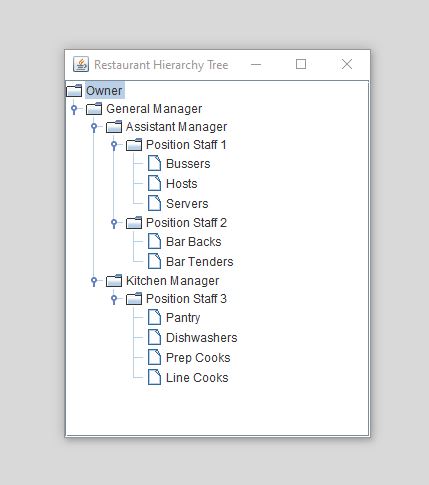 Restaurant Hierarchy Tree
Owner
General Manager
Assistant Manager
Position Staff 1
Bussers
Hosts
Servers
Position Staff 2
Bar Backs
Bar Tenders
Kitchen Manager
Position Staff 3
Pantry
Dishwashers
Prep Cooks
Line Cooks